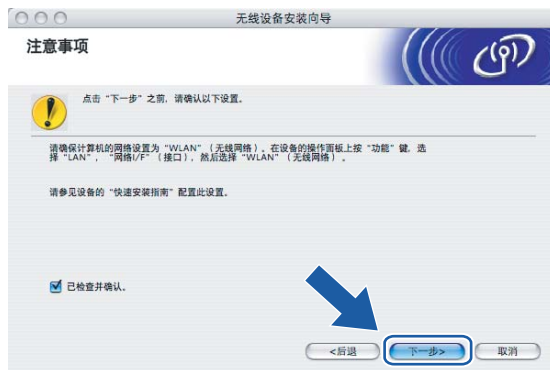 无线设备安装向导
注意事项
点击“下一步”之前，请确认以下设置。
请确保计算机的网络设置为“WLAN”（无线网络）。在设备的操作面板上按“功能”键，选
择“LAN”，“网络I/F”（接口），然后选择“WLAN”（无线网络）。
请参见设备的“快速安装指南”配置此设置。
已检查并确认。
<后退
下一步>
取消